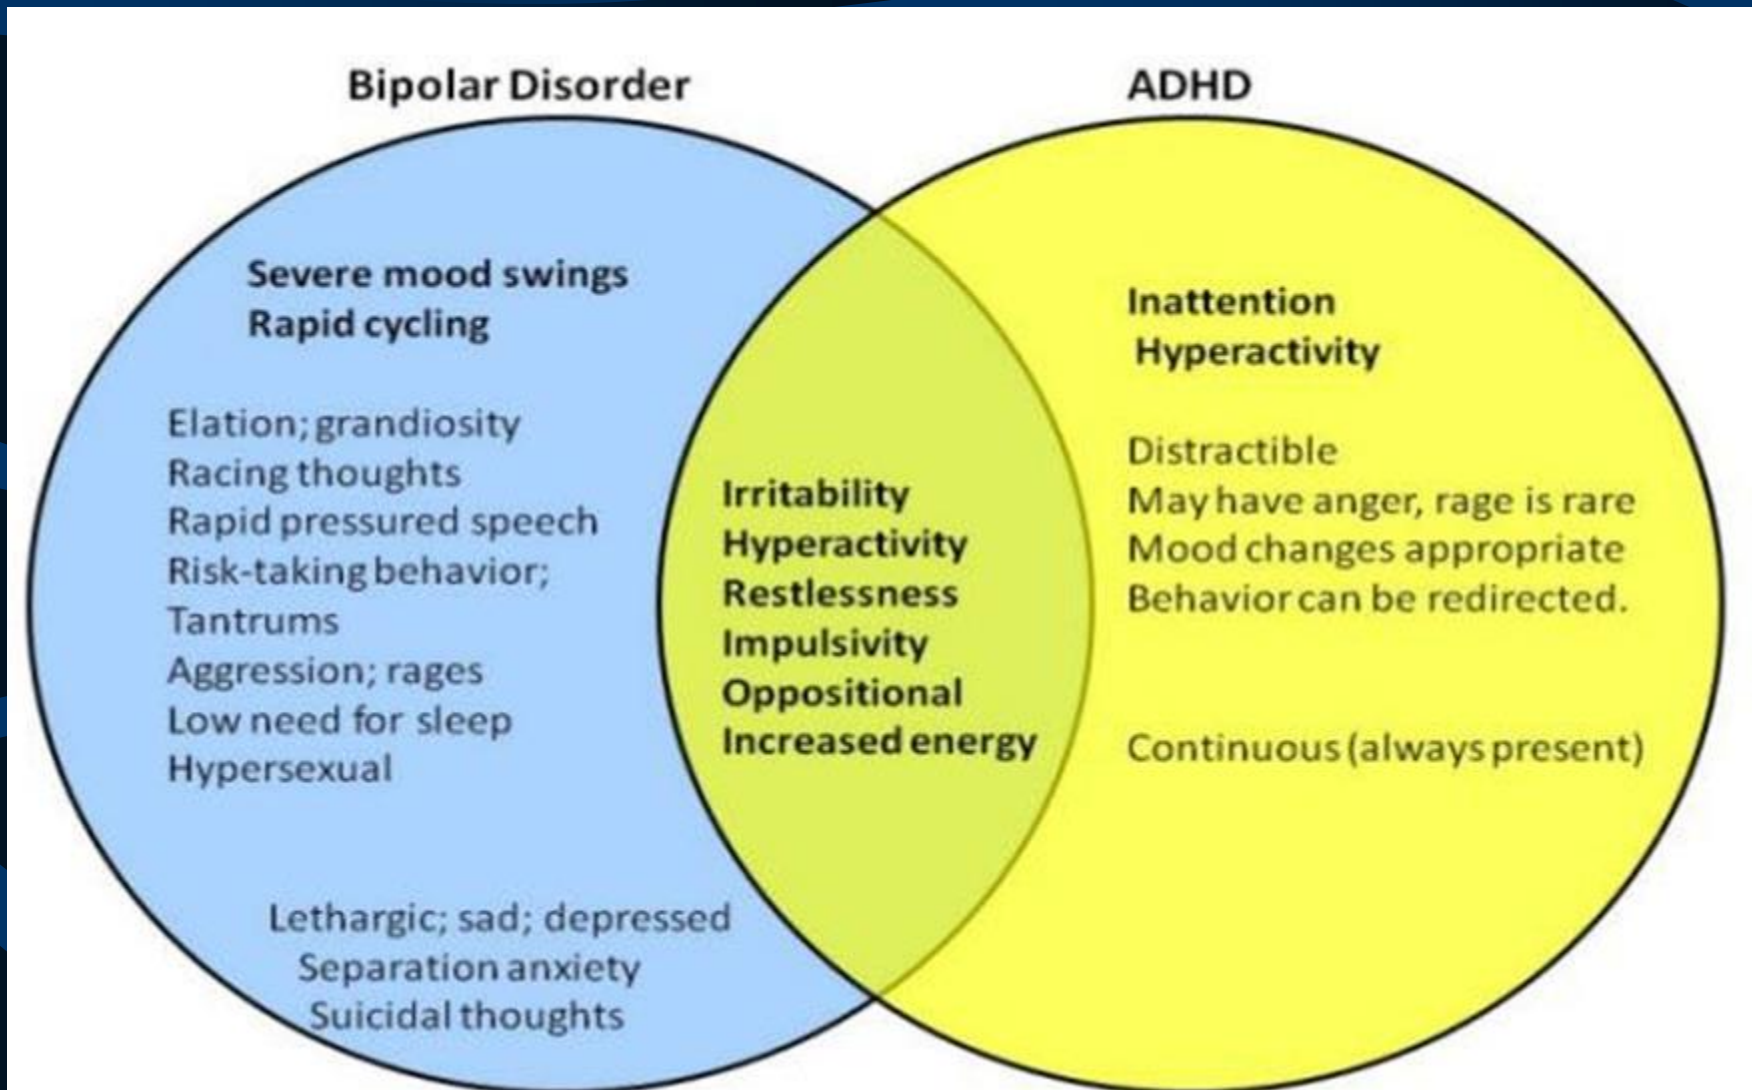 Bipolar Disorder
ADHD
Severe mood swings
Rapid cycling
Elation; grandiosity
Racing thoughts
Rapid pressured speech
Risk-taking behavior;
Tantrums
Aggression; rages
Low need for sleep
Hypersexual
Lethargic; sad; depressed
Separation anxiety
Suicidal thoughts
Irritability
Hyperactivity
Restlessness
Impulsivity
Oppositional
Increased energy
Inattention
Hyperactivity
Distractible
May have anger, rage is rare
Mood changes appropriate
Behavior can be redirected.
Continuous (always present)